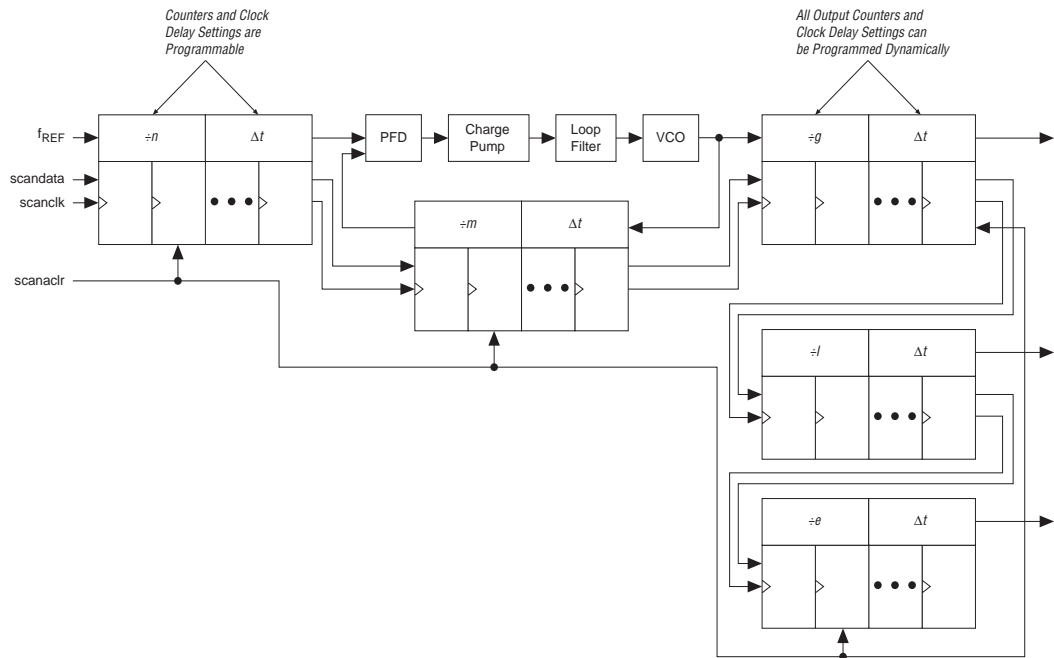 Counters and Clock
Delay Settings are
Programmable
All Output Counters and
Clock Delay Settings can
be Programmed Dynamically
fREF
÷n
Δt
PFD
Charge
Pump
Loop
Filter
VCO
÷g
Δt
scandata
scanclk
÷m
Δt
scanaclr
÷l
Δt
÷e
Δt